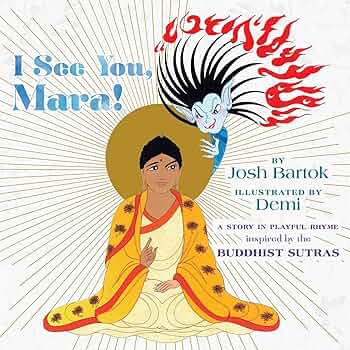 I See You,
Mara!
BY
Josh Bartok
ILLUSTRATED BY
Demi
A STORY IN PLAYFUL RHYME
inspired by the
BUDDHIST SUTRAS